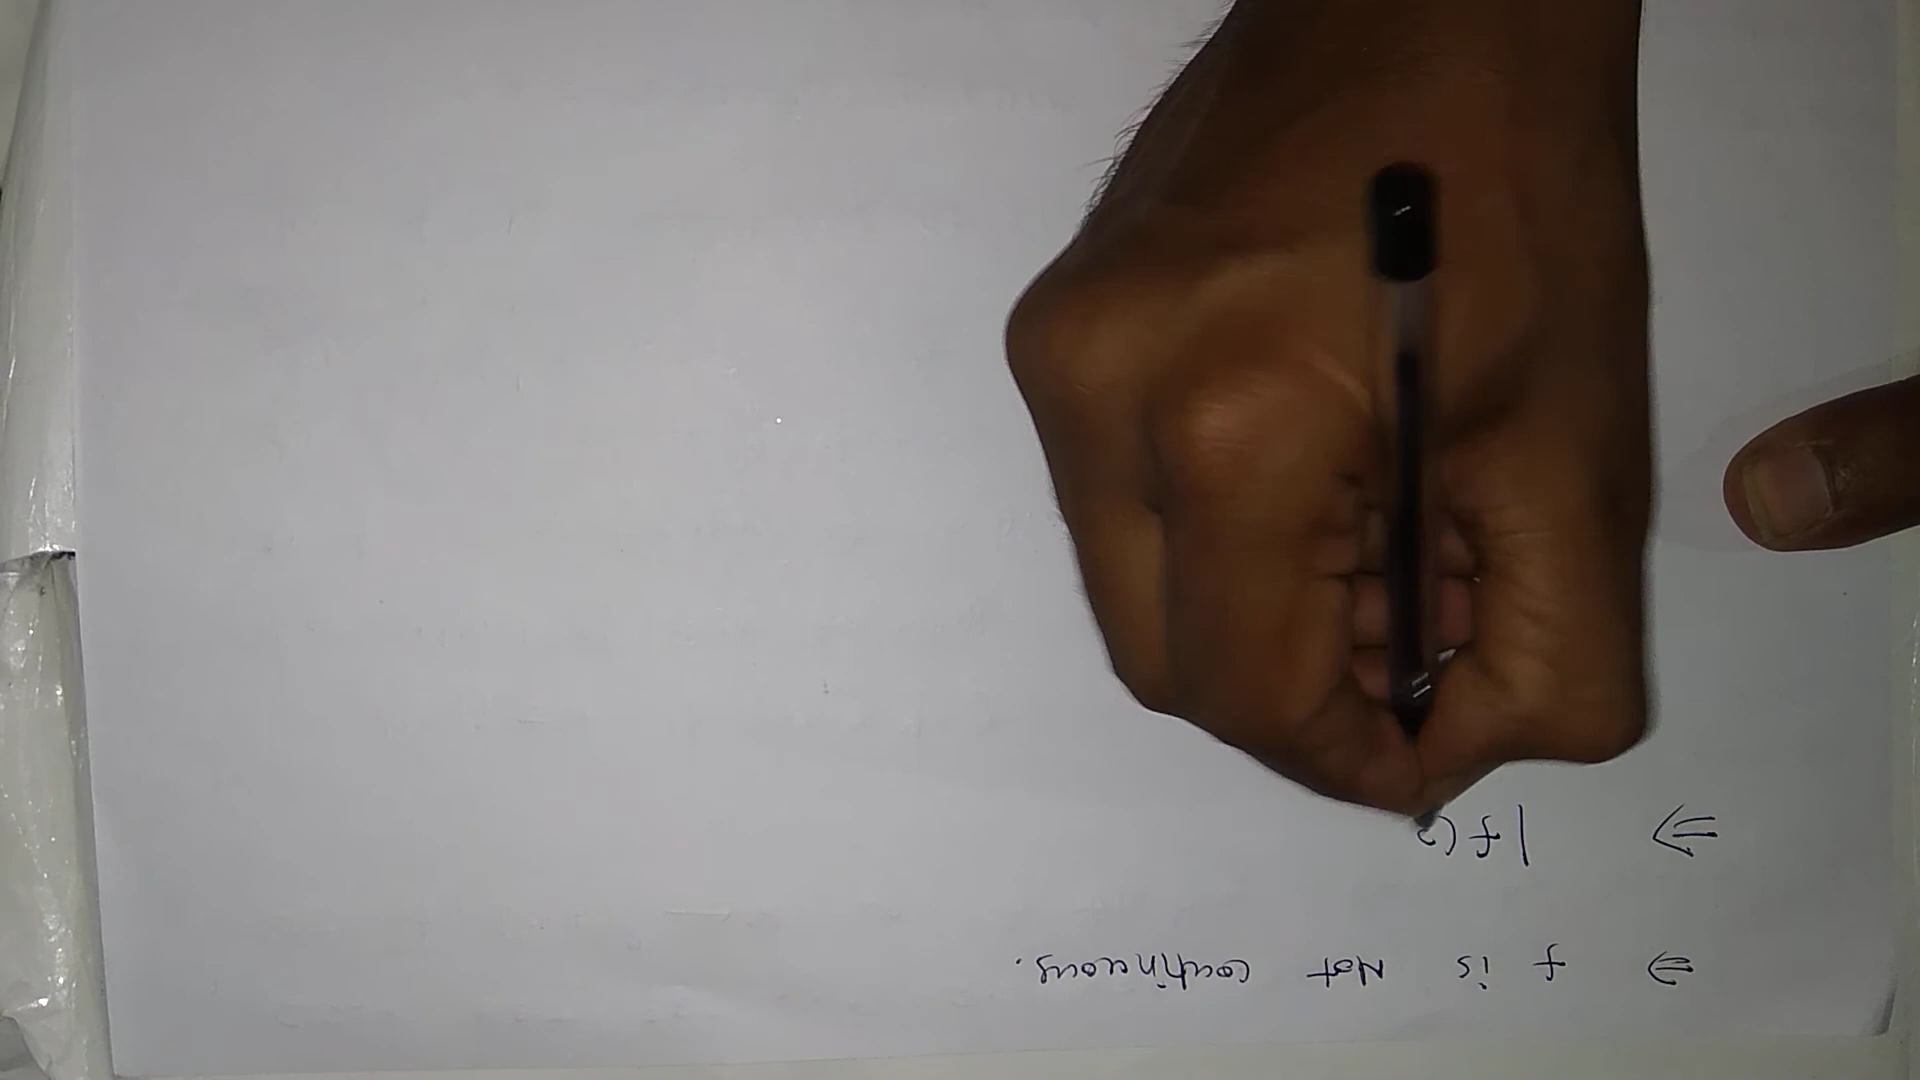 ⇒ f is Not continuous.
⇒ |f(